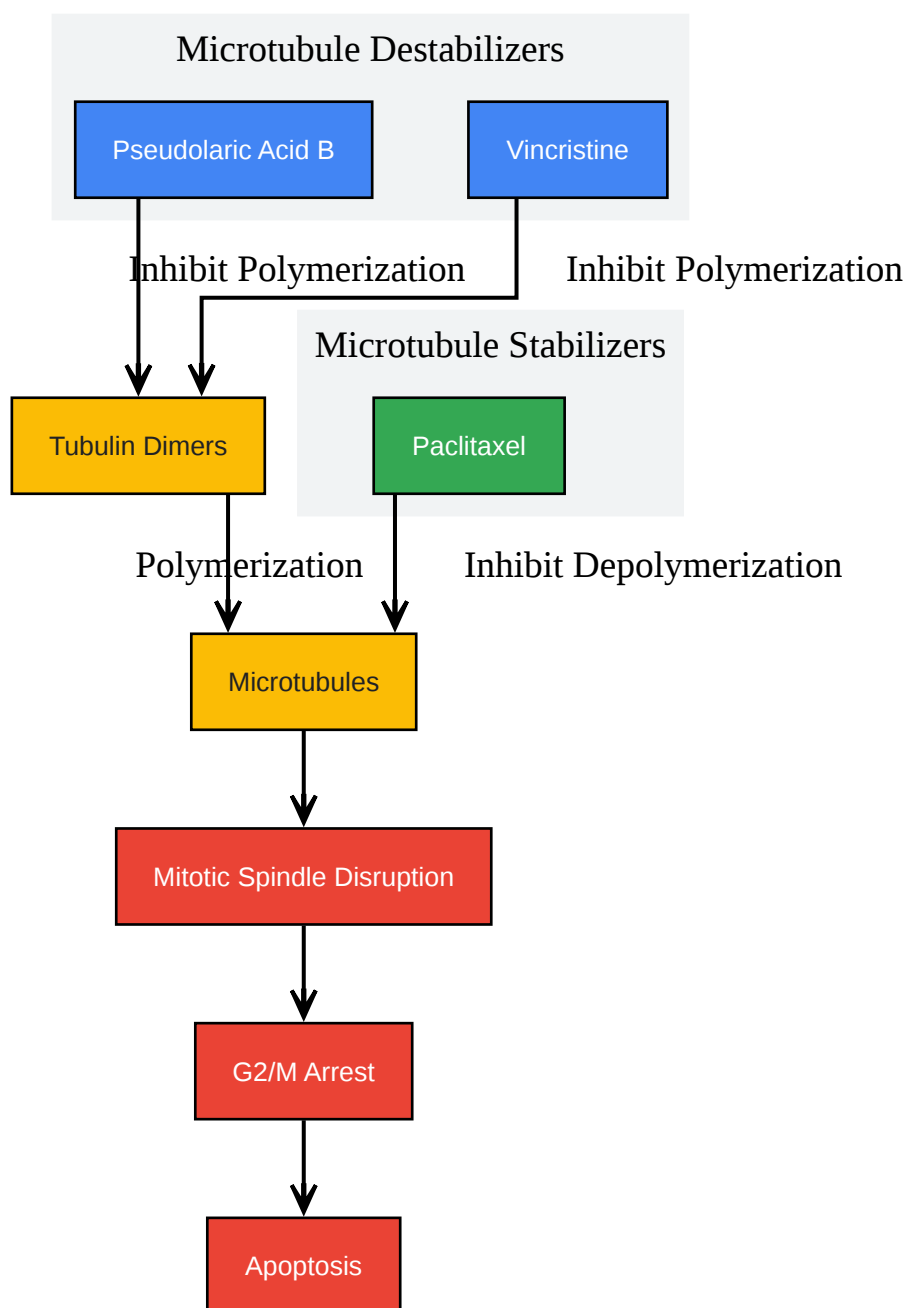 Microtubule Destabilizers
Pseudolaric Acid B
Vincristine
Inhibit Polymerization
Inhibit Polymerization
Microtubule Stabilizers
Tubulin Dimers
Paclitaxel
Polymerization
Inhibit Depolymerization
Microtubules
Mitotic Spindle Disruption
G2/M Arrest
Apoptosis